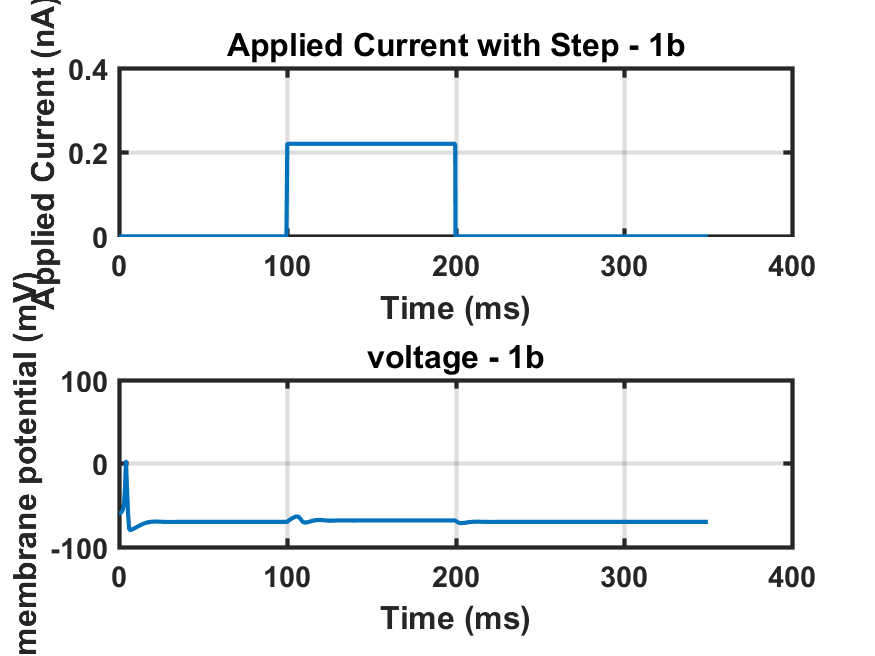 Applied Current with Step - 1b
Applied Current (nA)
0.4
0.2
0
0
100
200
300
400
Time (ms)
voltage - 1b
membrane potential (mV)
100
0
-100
0
100
200
300
400
Time (ms)